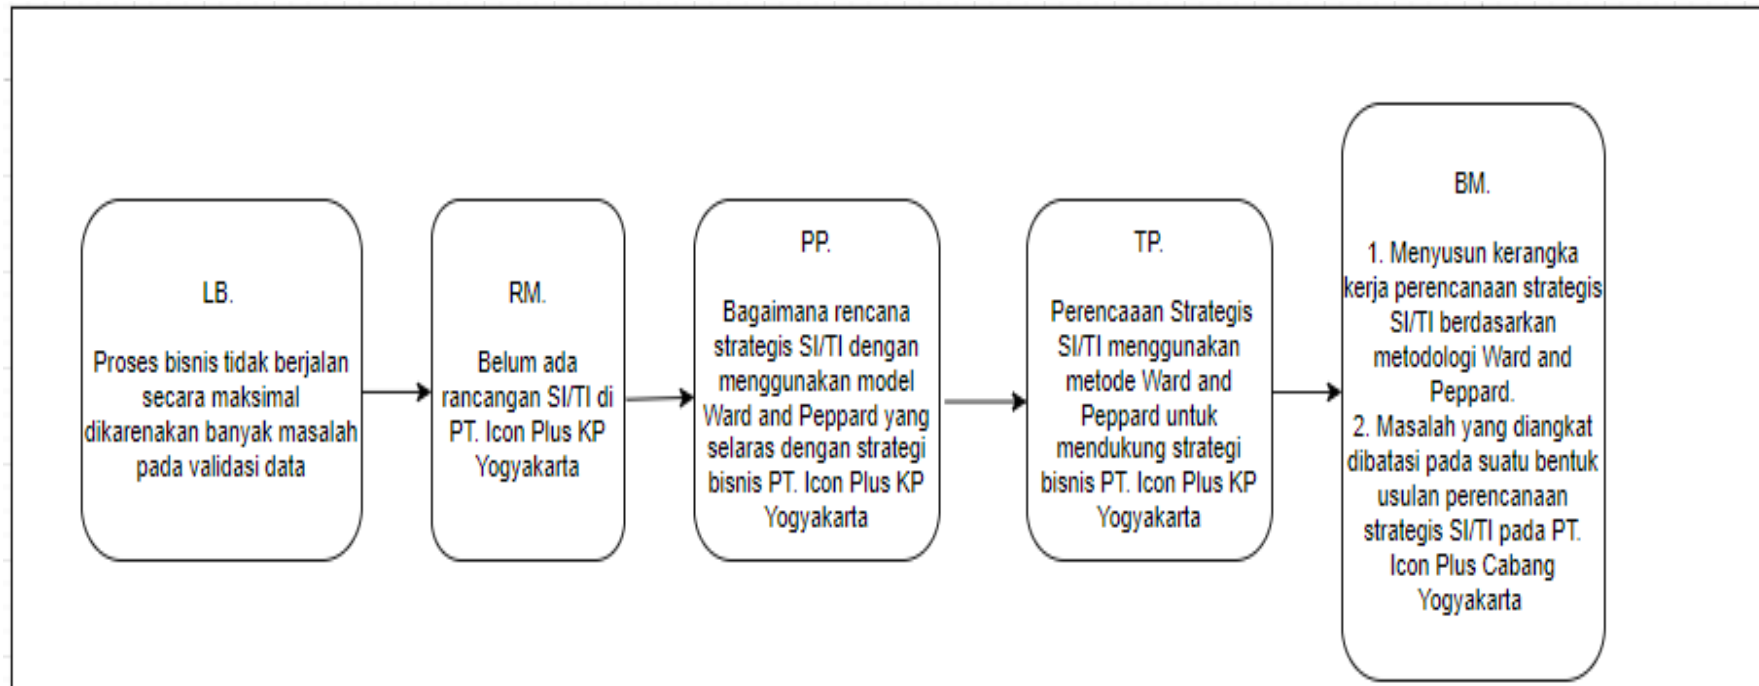 LB.
Proses bisnis tidak berjalan
secara maksimal
dikarenakan banyak masalah
pada validasi data
RM.
Belum ada
rancangan SI/TI di
PT. Icon Plus KP
Yogyakarta
PP.
Bagaimana rencana
strategis SI/TI dengan
menggunakan model
Ward and Peppard yang
selaras dengan strategi
bisnis PT. Icon Plus KP
Yogyakarta
TP.
Perencaaan Strategis
SI/TI menggunakan
metode Ward and
Peppard untuk
mendukung strategi
bisnis PT. Icon Plus KP
Yogyakarta
BM.
1. Menyusun kerangka
kerja perencanaan strategis
SI/TI berdasarkan
metodologi Ward and
Peppard.
2. Masalah yang diangkat
dibatasi pada suatu bentuk
usulan perencanaan
strategis SI/TI pada PT.
Icon Plus Cabang
Yogyakarta